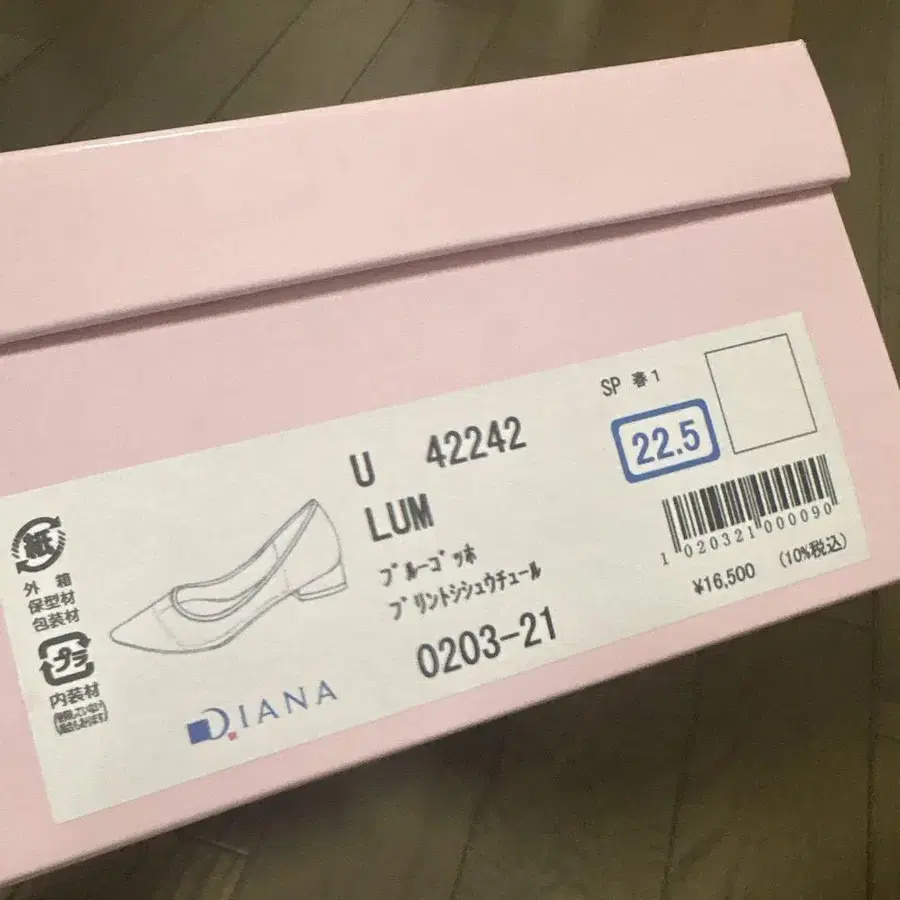 SP 春1
U 42242
22.5
LUM
ブルーゴッホ
プリントシシュウチュール
0203-21
1 020321 000090
¥16,500 (10%税込)
紙
外箱
保型材
包装材
プラ
内装材
DIANA